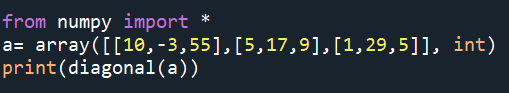 from numpy import *
a= array([[10,-3,55],[5,17,9],[1,29,5]], int)
print(diagonal(a))